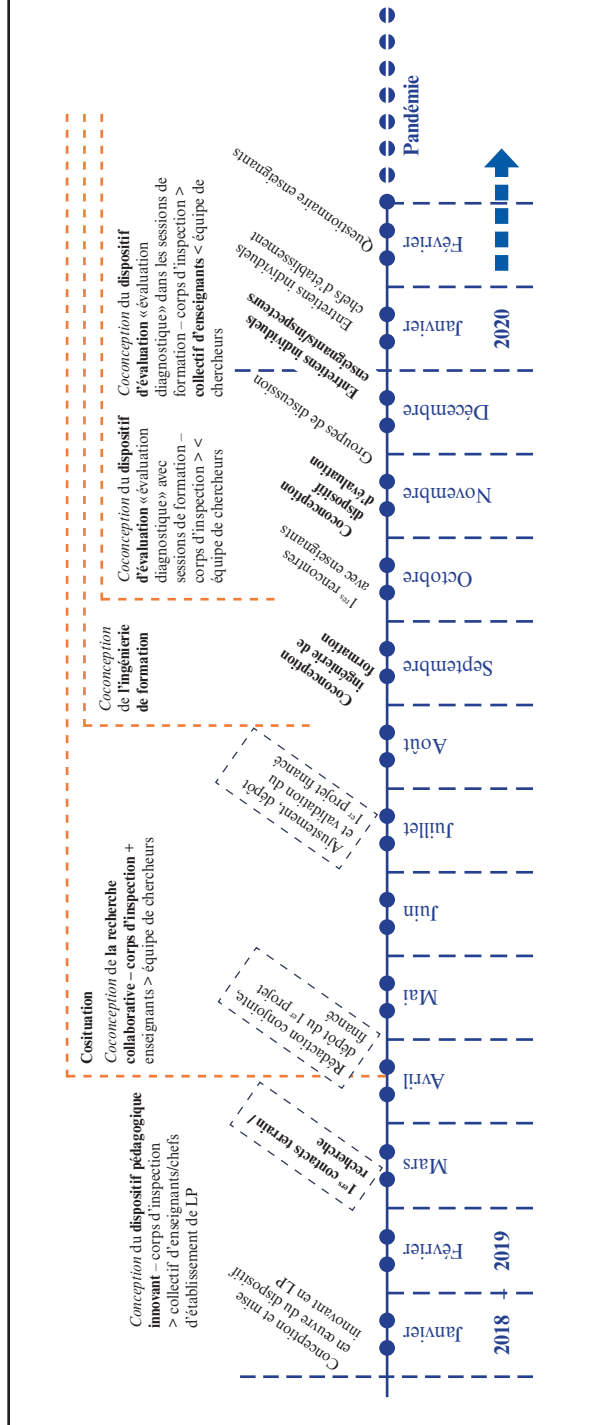 Conception du dispositif pédagogique
innovant – corps d'inspection
> collectif d'enseignants/chefs
d'établissement de LP
Cosituation
Coconception de la recherche
collaborative – corps d'inspection +
enseignants > équipe de chercheurs
Coconception
de l'ingénierie
de formation
Coconception du dispositif
d'évaluation «évaluation
diagnostique» avec
sessions de formation –
corps d'inspection > <
équipe de chercheurs
Coconception du dispositif
d'évaluation «évaluation
diagnostique» dans les sessions de
formation – corps d'inspection >
collectif d'enseignants < équipe de
chercheurs
Conception et mise
en œuvre du dispositif
innovant en LP
1ers contacts terrain /
recherche
Rédaction conjointe,
dépôt du 1er projet
financé
Ajustement, dépôt
et validation du
1er projet financé
Coconception
ingénierie de
formation
1res rencontres
avec enseignants
Coconception
dispositif
d'évaluation
Groupes de discussion
Entretiens individuels
enseignants/inspecteurs
Entretiens individuels
chefs d'établissement
Questionnaire enseignants
Janvier
Février
Mars
Avril
Mai
Juin
Juillet
Août
Septembre
Octobre
Novembre
Décembre
Janvier
Février
Pandémie
2018 + 2019
2020